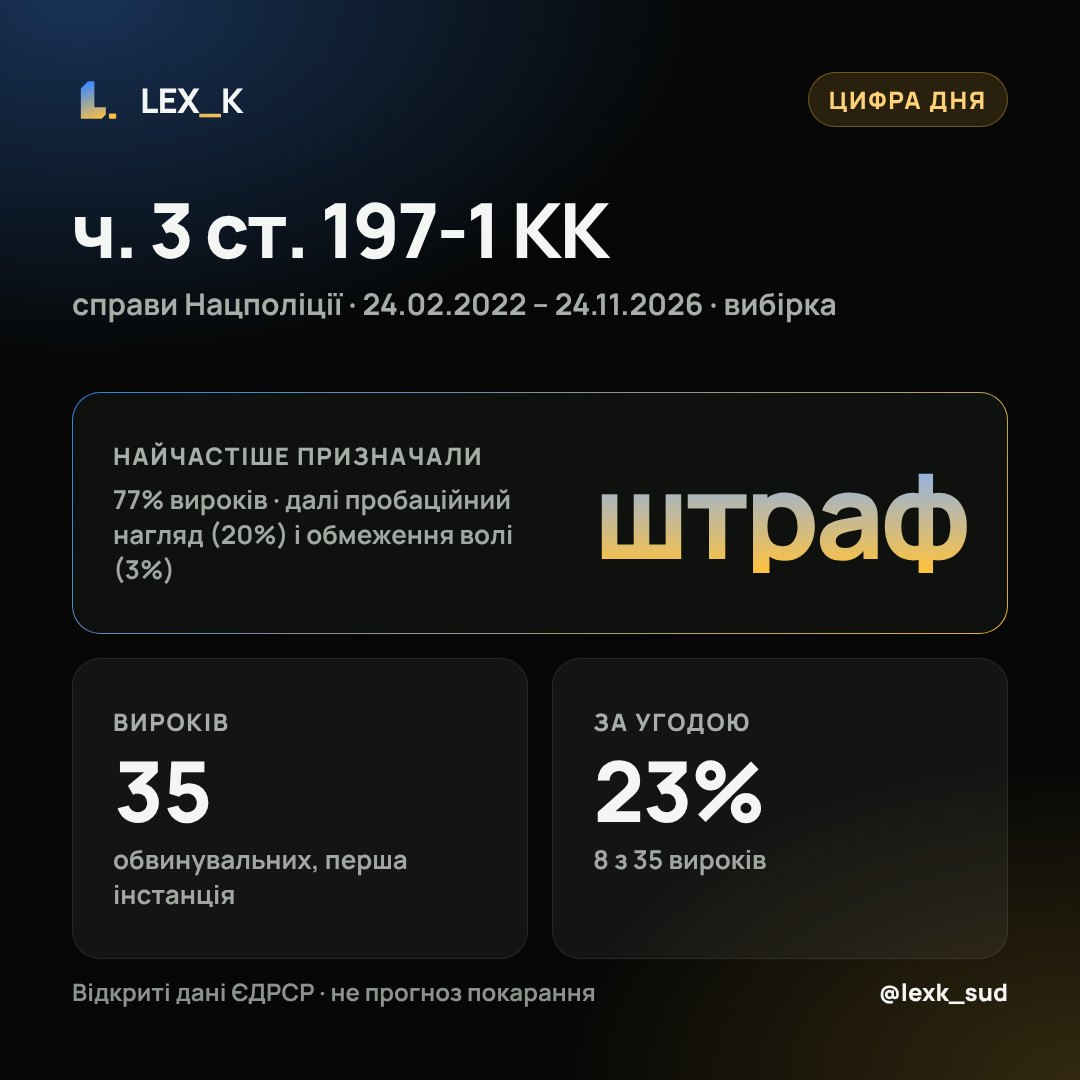 LEX_K
ЦИФРА ДНЯ
ч. 3 ст. 197-1 КК
справи Нацполіції · 24.02.2022 – 24.11.2026 · вибірка
НАЙЧАСТІШЕ ПРИЗНАЧАЛИ
77% вироків · далі пробаційний
нагляд (20%) і обмеження волі
(3%)
штраф
ВИРОКІВ
35
обвинувальних, перша
інстанція
ЗА УГОДОЮ
23%
8 з 35 вироків
Відкриті дані ЄДРСР · не прогноз покарання
@lexk_sud